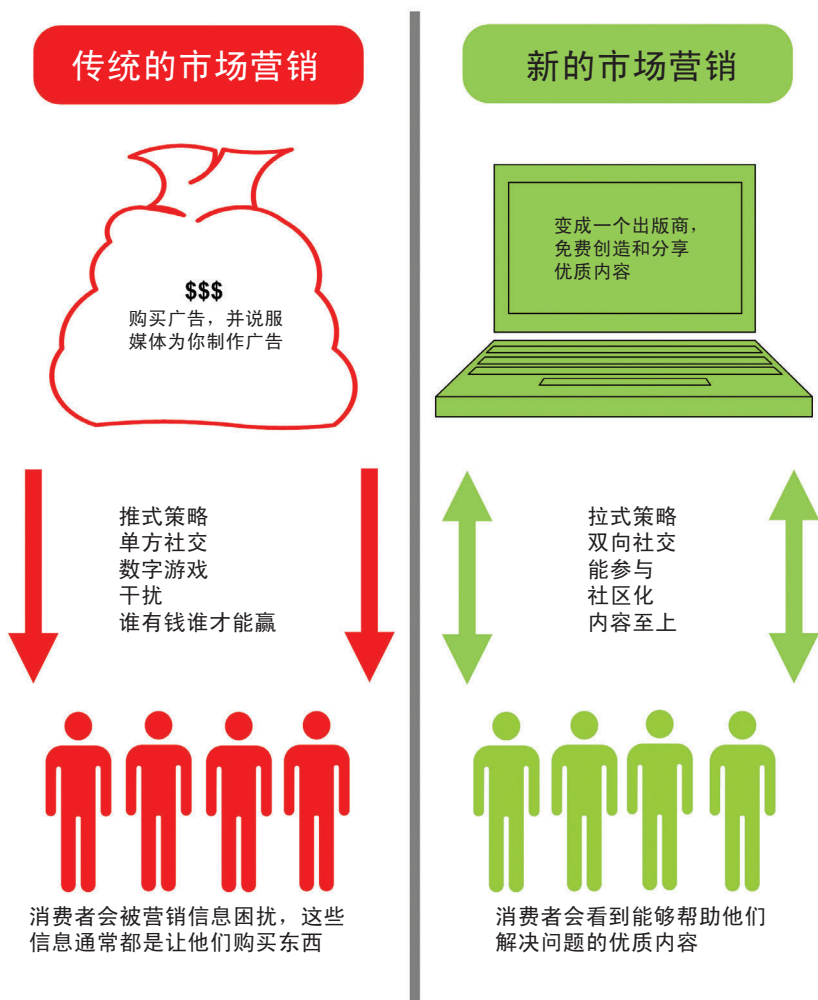 传统的市场营销
$$$
购买广告，并说服
媒体为你制作广告
推式策略
单方社交
数字游戏
干扰
谁有钱谁才能赢
消费者会被营销信息困扰，这些
信息通常都是让他们购买东西
新的市场营销
变成一个出版商，
免费创造和分享
优质内容
拉式策略
双向社交
能参与
社区化
内容至上
消费者会看到能够帮助他们
解决问题的优质内容